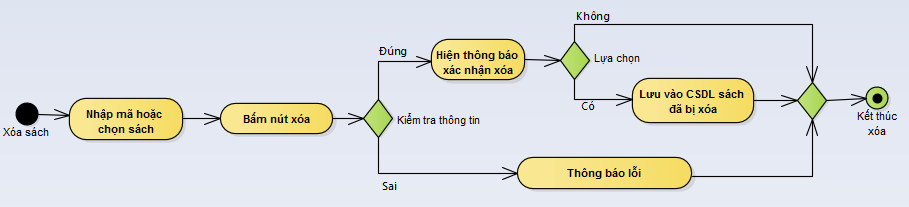 Xóa sách
Nhập mã hoặc
chọn sách
Bấm nút xóa
Kiểm tra thông tin
Đúng
Sai
Hiện thông báo
xác nhận xóa
Lựa chọn
Không
Có
Lưu vào CSDL sách
đã bị xóa
Thông báo lỗi
Kết thúc
xóa